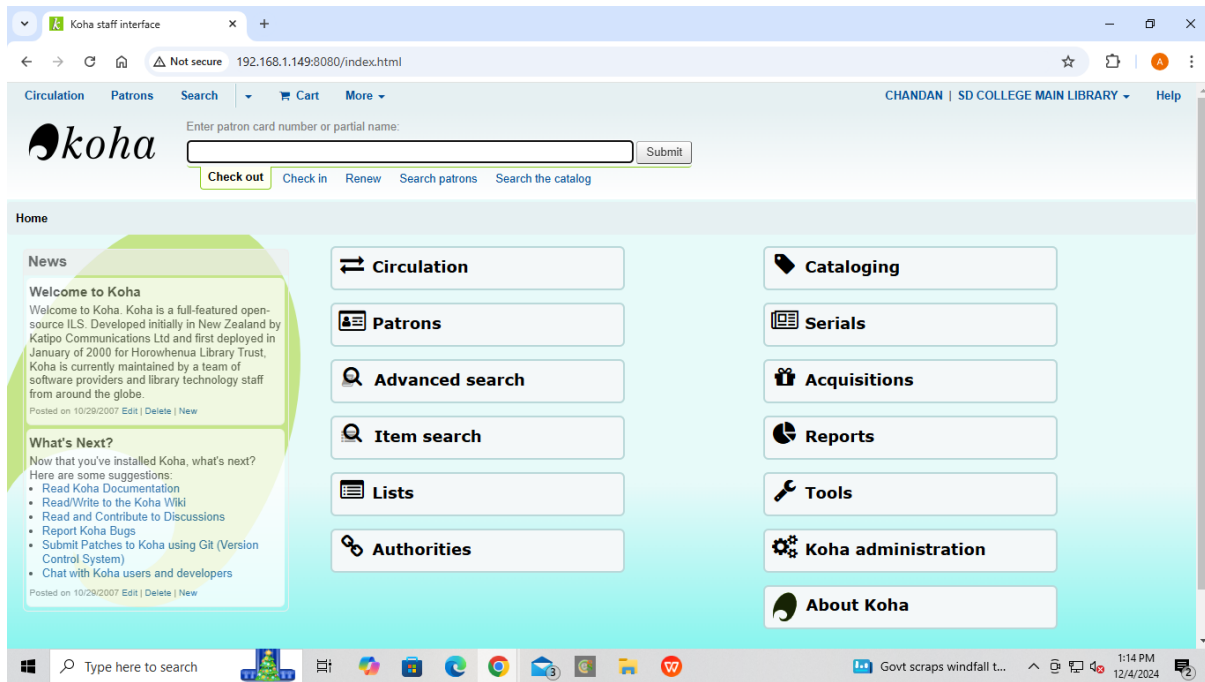 Koha staff interface
Not secure 192.168.1.149:8080/index.html
A
Circulation Patrons Search Cart More CHANDAN | SD COLLEGE MAIN LIBRARY Help
koha
Enter patron card number or partial name:
Submit
Check out Check in Renew Search patrons Search the catalog
Home
News
Welcome to Koha
Welcome to Koha. Koha is a full-featured open-
source ILS. Developed initially in New Zealand by
Katipo Communications Ltd and first deployed in
January of 2000 for Horowhenua Library Trust,
Koha is currently maintained by a team of
software providers and library technology staff
from around the globe.
Posted on 10/29/2007 Edit | Delete | New
What's Next?
Now that you've installed Koha, what's next?
Here are some suggestions:
• Read Koha Documentation
• Read/Write to the Koha Wiki
• Read and Contribute to Discussions
• Report Koha Bugs
• Submit Patches to Koha using Git (Version
Control System)
• Chat with Koha users and developers
Posted on 10/29/2007 Edit | Delete | New
Circulation
Patrons
Advanced search
Item search
Lists
Authorities
Cataloging
Serials
Acquisitions
Reports
Tools
Koha administration
About Koha
Type here to search
3
Govt scraps windfall t...
1:14 PM
12/4/2024
2